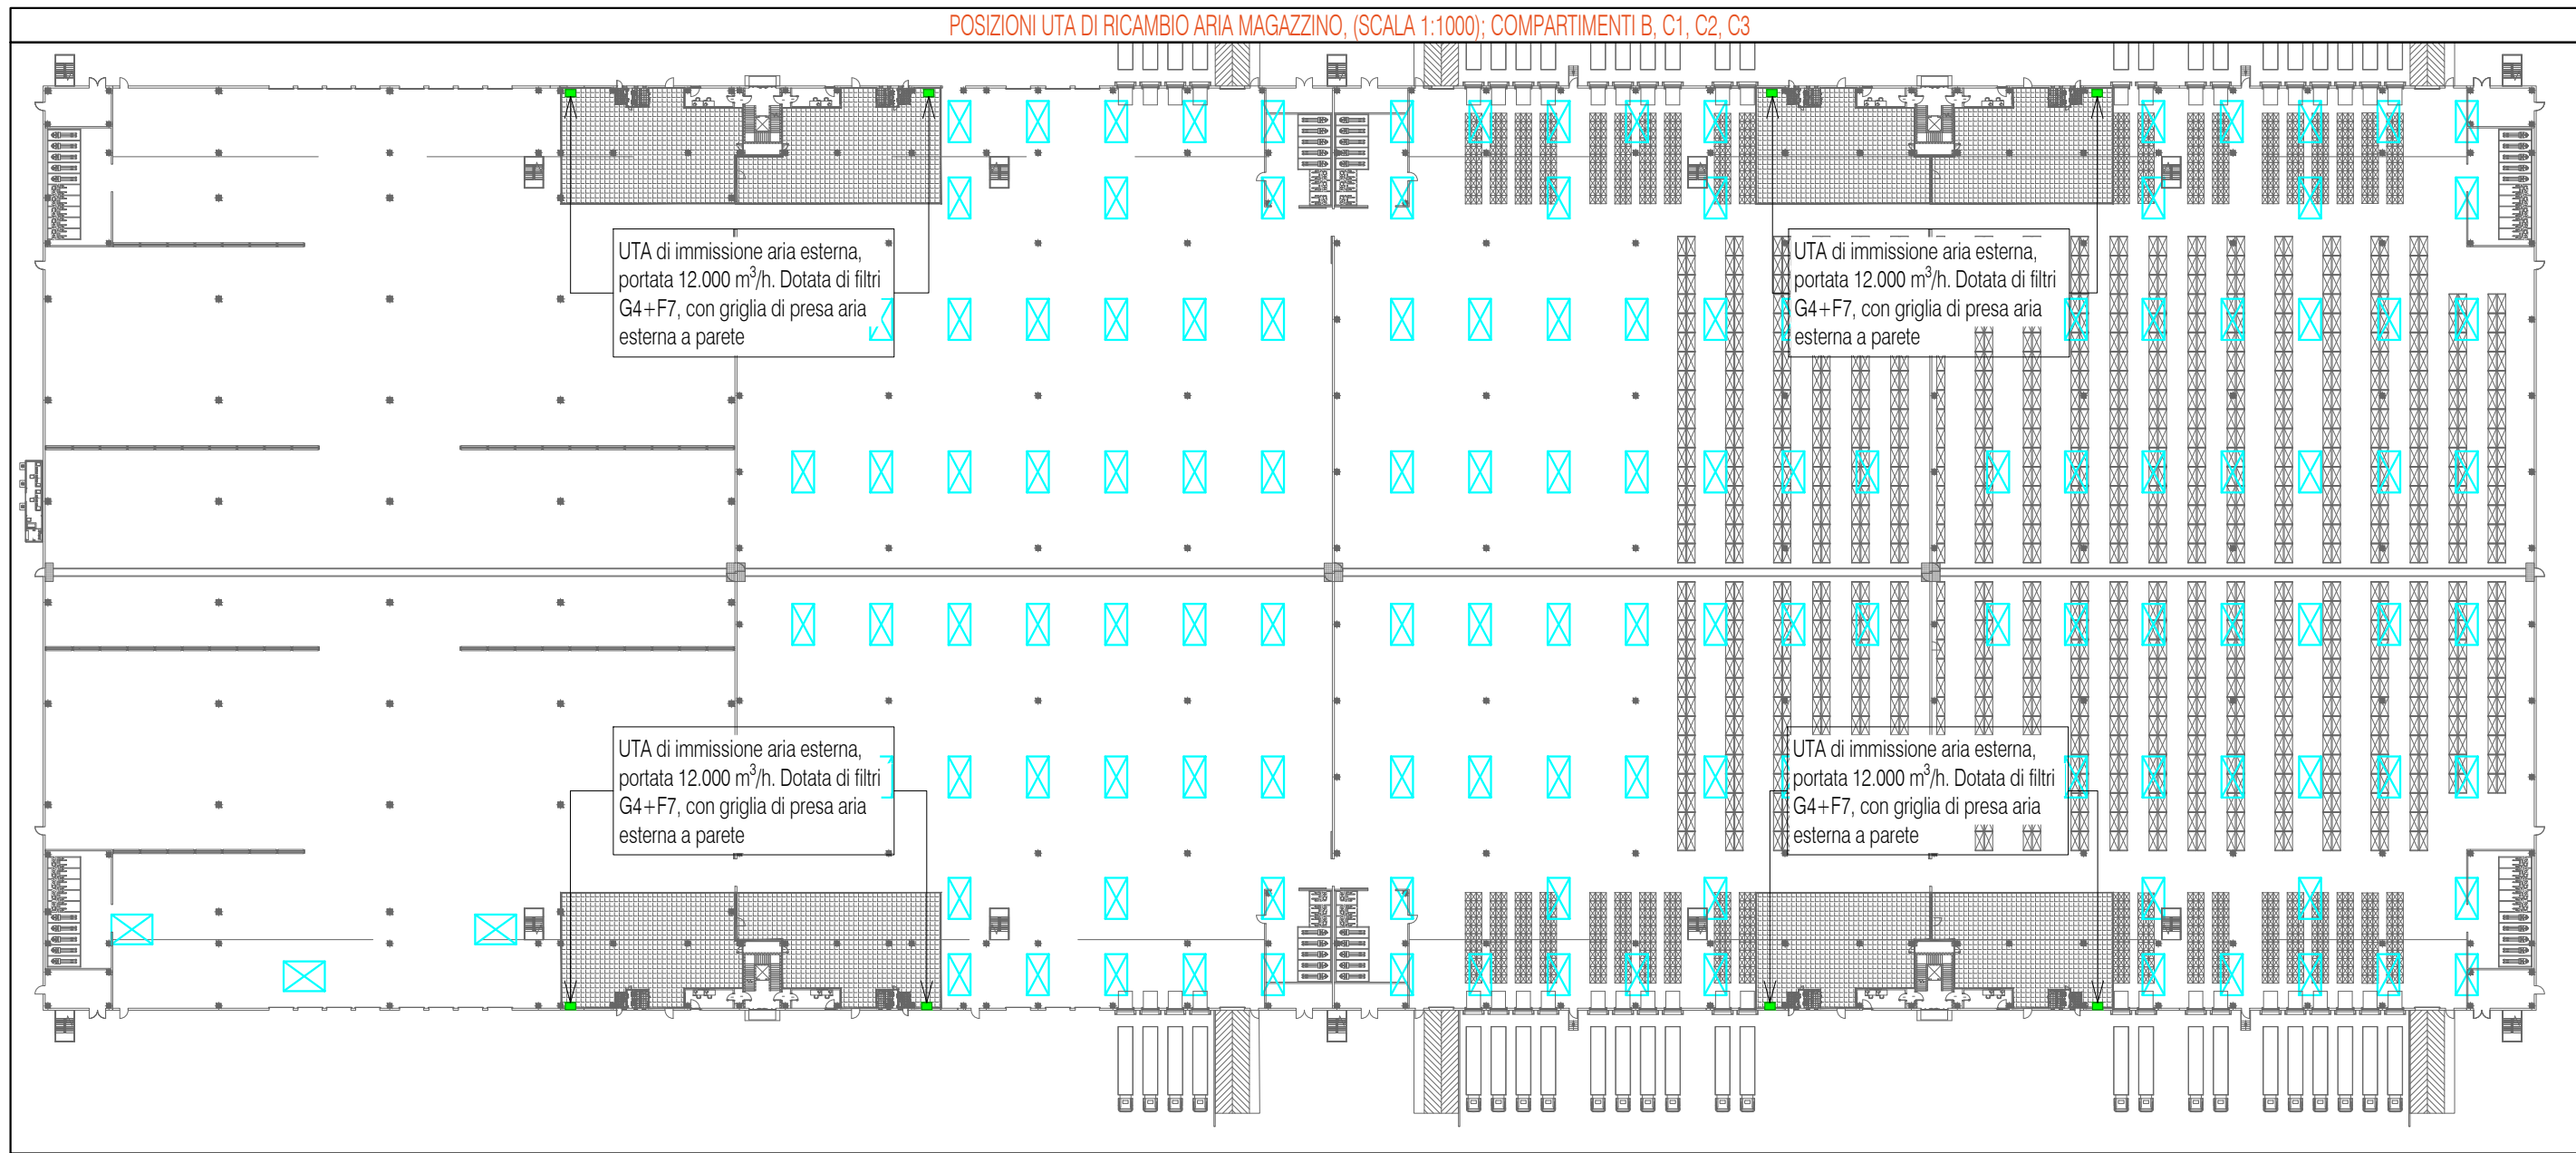 POSIZIONI UTA DI RICAMBIO ARIA MAGAZZINO, (SCALA 1:1000); COMPARTIMENTI B, C1, C2, C3
UTA di immissione aria esterna,
portata 12.000 m³/h. Dotata di filtri
G4+F7, con griglia di presa aria
esterna a parete
UTA di immissione aria esterna,
portata 12.000 m³/h. Dotata di filtri
G4+F7, con griglia di presa aria
esterna a parete
UTA di immissione aria esterna,
portata 12.000 m³/h. Dotata di filtri
G4+F7, con griglia di presa aria
esterna a parete
UTA di immissione aria esterna,
portata 12.000 m³/h. Dotata di filtri
G4+F7, con griglia di presa aria
esterna a parete